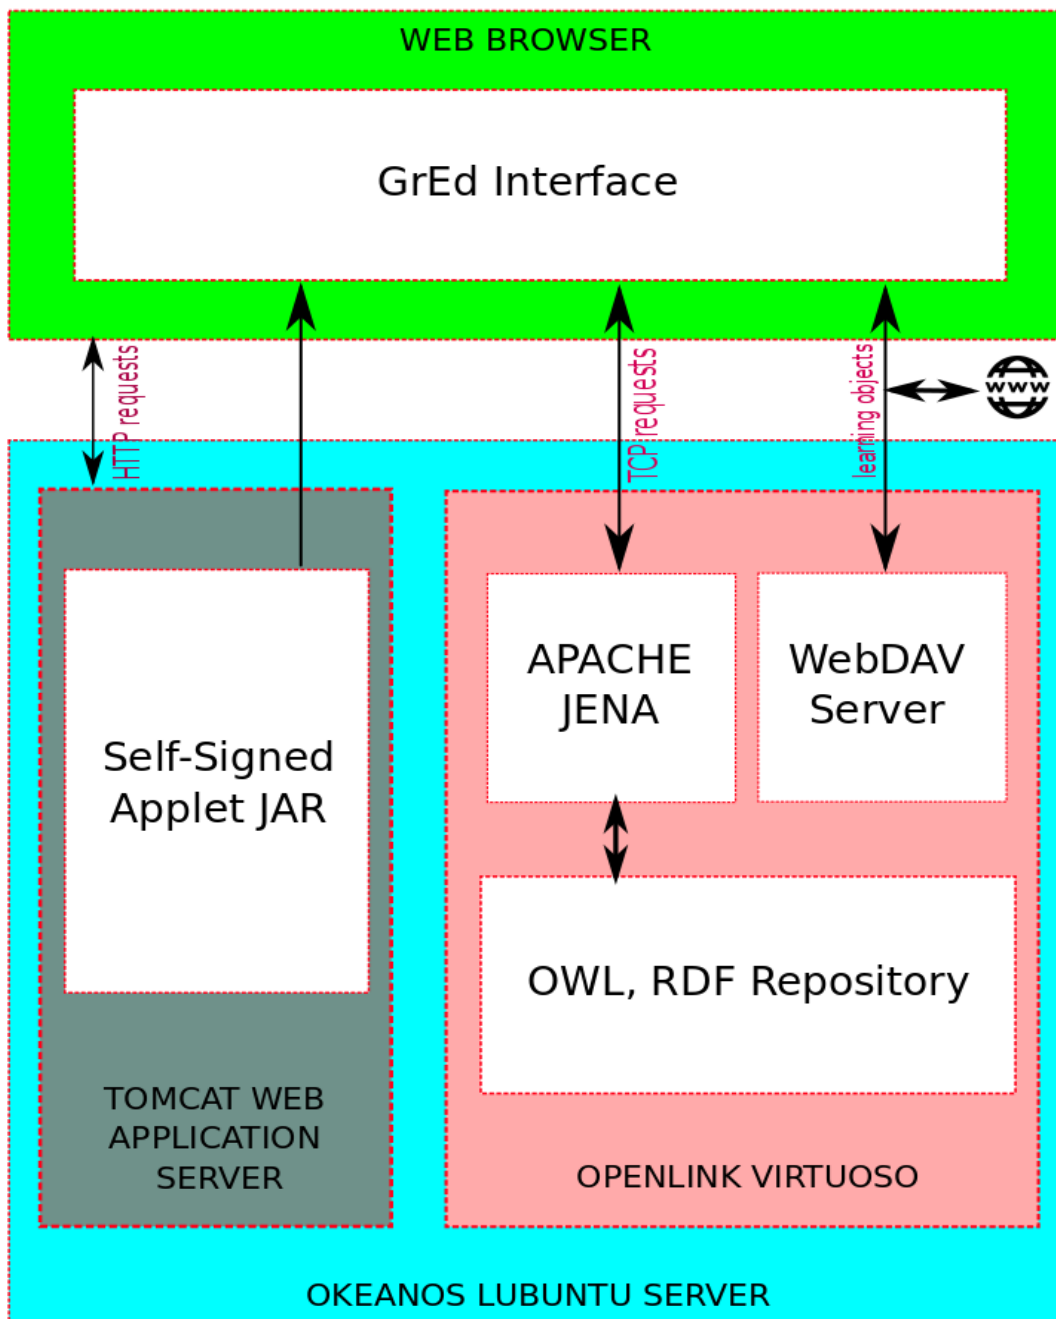 WEB BROWSER
GrEd Interface
HTTP requests
TCP requests
learning objects
www
APACHE
JENA
WebDAV
Server
Self-Signed
Applet JAR
OWL, RDF Repository
TOMCAT WEB
APPLICATION
SERVER
OPENLINK VIRTUOSO
OKEANOS LUBUNTU SERVER